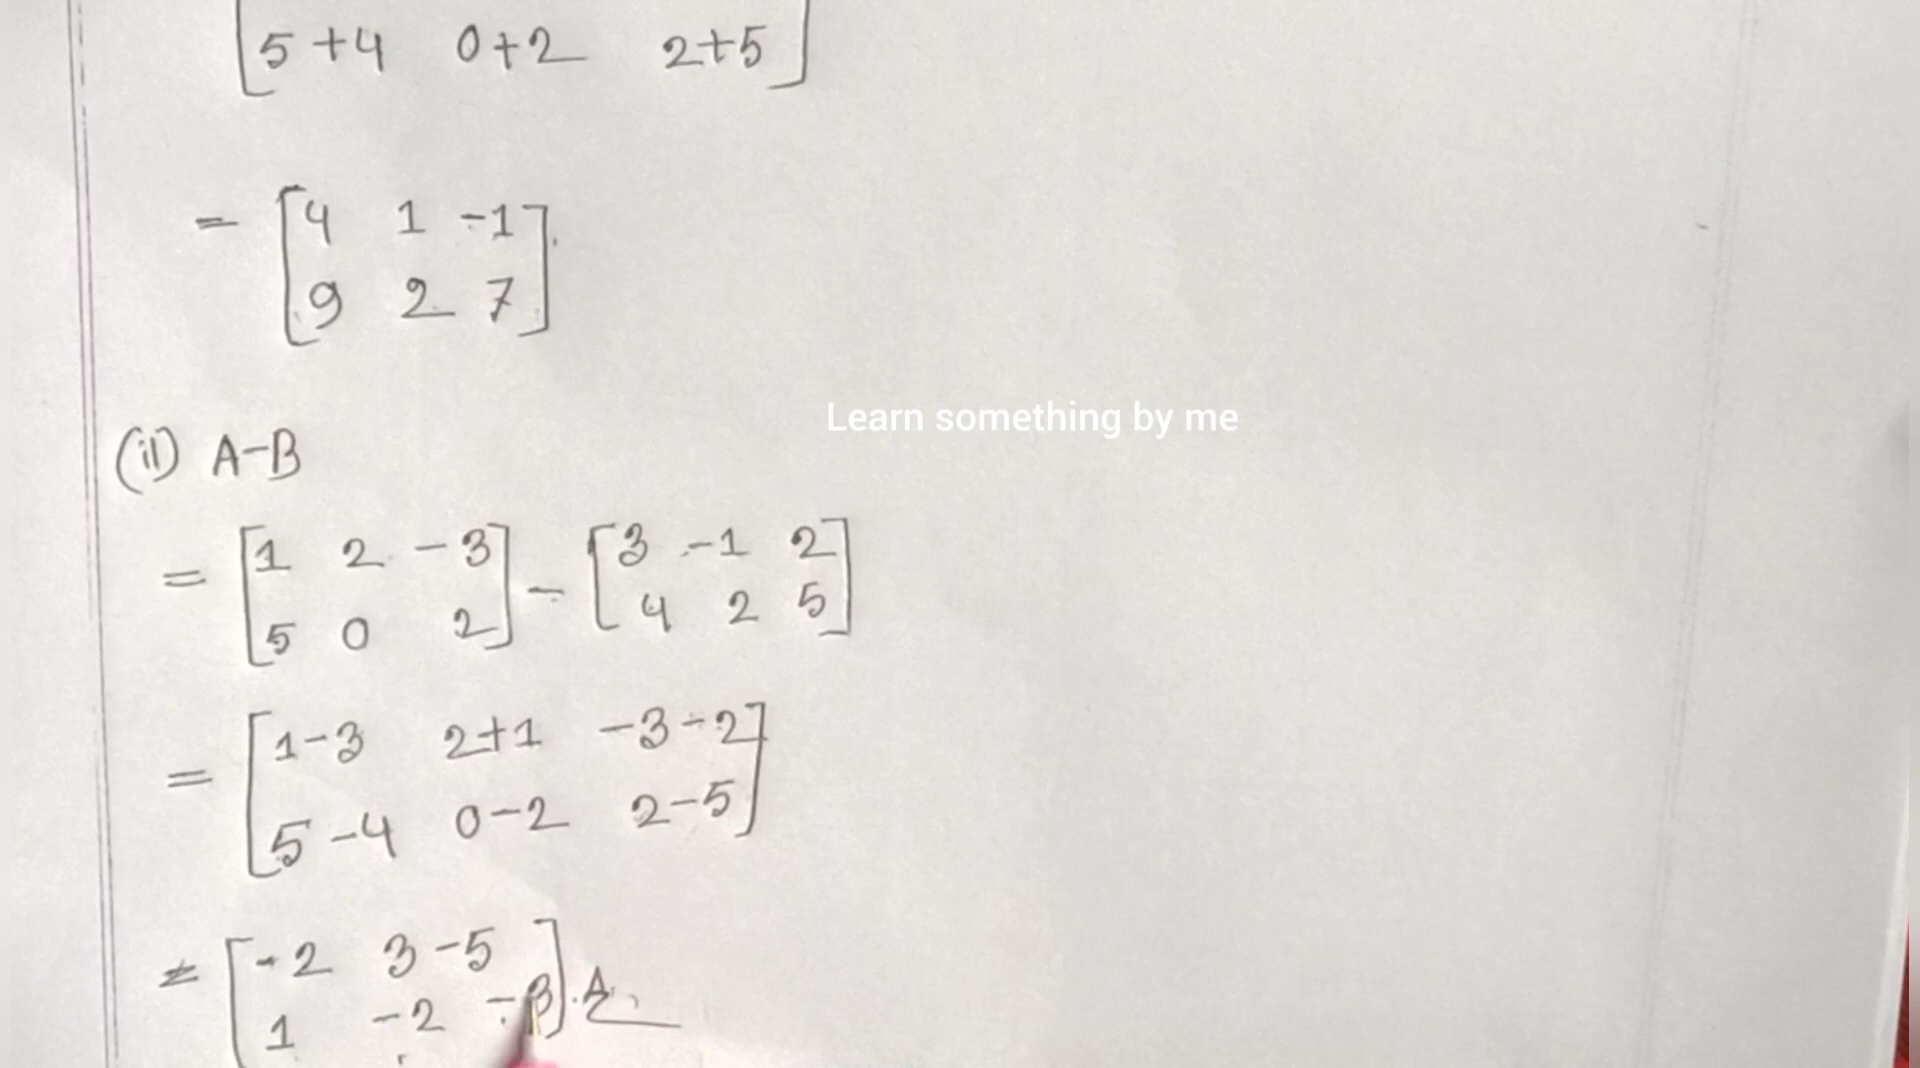 5+4 0+2 2+5
= 4 1 -1
9 2 7
Learn something by me
(ii) A-B
= [1 2 -3] - [3 -1 2]
[5 0 2] [4 2 5]
= [1-3 2+1 -3-2]
[5-4 0-2 2-5]
= [-2 3 -5]
[1 -2 -3]. A